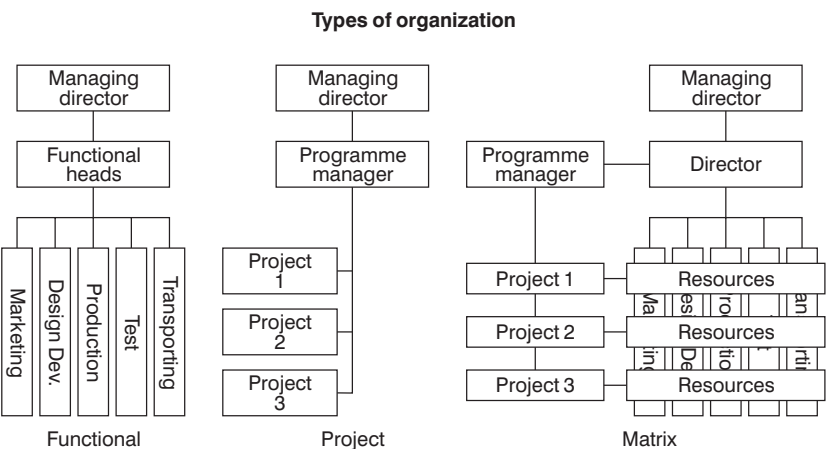 Types of organization
Managing
director
Functional
heads
Marketing
Design Dev.
Production
Test
Transporting
Functional
Managing
director
Programme
manager
Project
1
Project
2
Project
3
Project
Managing
director
Programme
manager
Director
Project 1
Resources
Project 2
Resources
Project 3
Resources
Matrix